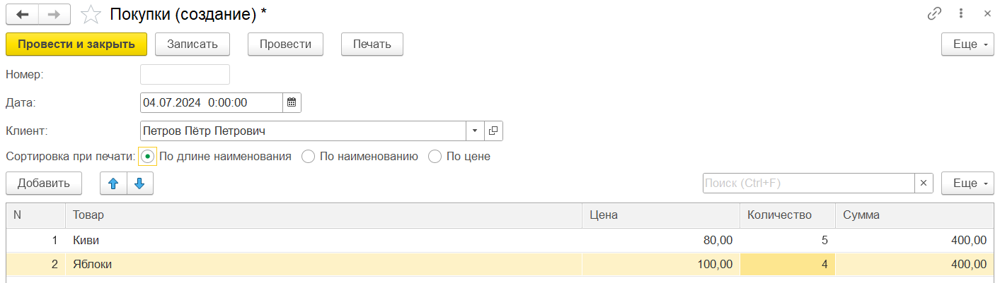 Покупки (создание) *
Провести и закрыть Записать Провести Печать Еще
Номер:
Дата: 04.07.2024 0:00:00
Клиент: Петров Пётр Петрович
Сортировка при печати: По длине наименования По наименованию По цене
Добавить Поиск (Ctrl+F) × Еще
N Товар Цена Количество Сумма
1 Киви 80,00 5 400,00
2 Яблоки 100,00 4 400,00